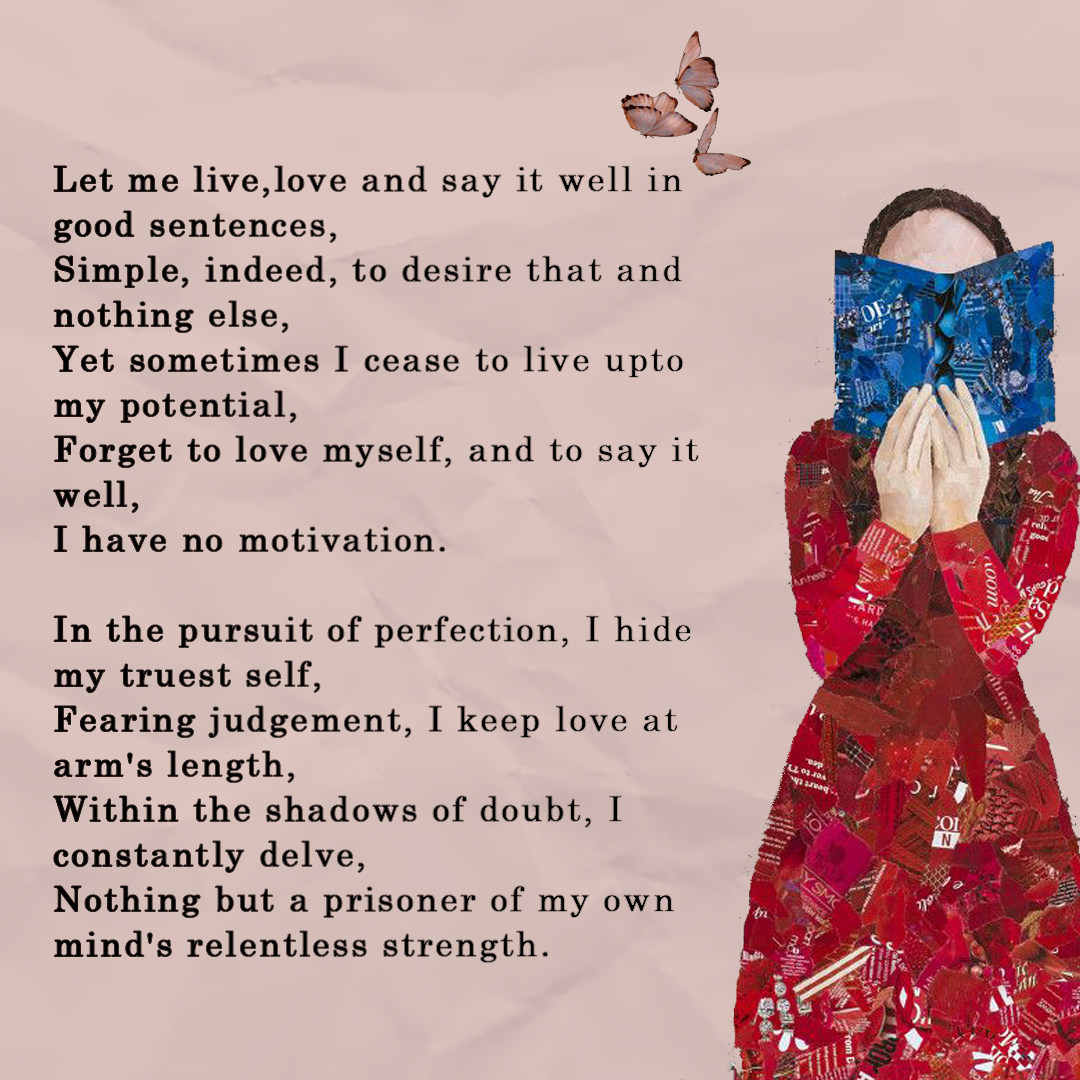 Let me live,love and say it well in
good sentences,
Simple, indeed, to desire that and
nothing else,
Yet sometimes I cease to live upto
my potential,
Forget to love myself, and to say it
well,
I have no motivation.
In the pursuit of perfection, I hide
my truest self,
Fearing judgement, I keep love at
arm's length,
Within the shadows of doubt, I
constantly delve,
Nothing but a prisoner of my own
mind's relentless strength.